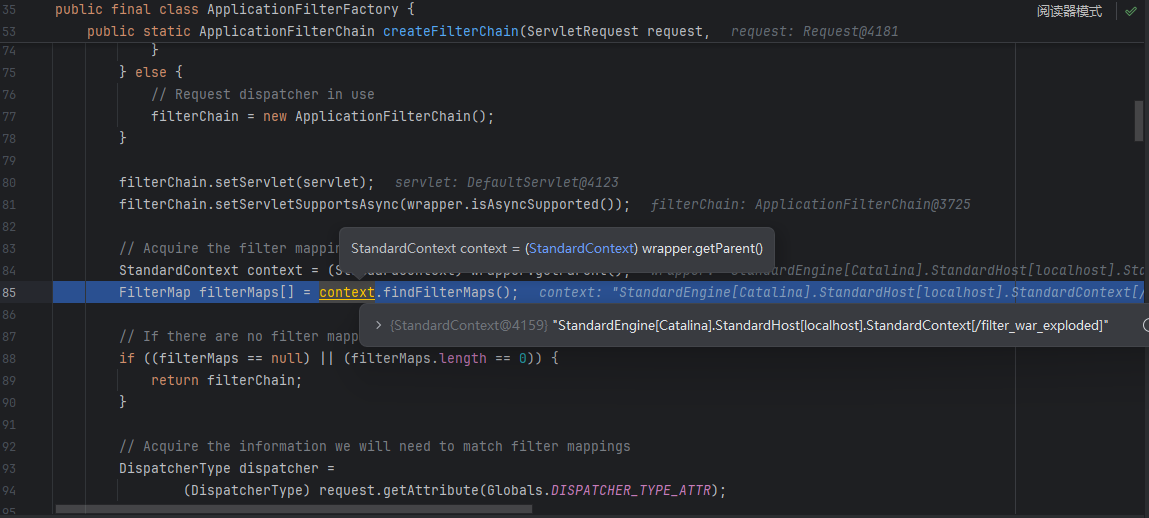 35 public final class ApplicationFilterFactory {
阅读器模式
53 public static ApplicationFilterChain createFilterChain(ServletRequest request, request: Request@4181
74 }
75 } else {
76 // Request dispatcher in use
77 filterChain = new ApplicationFilterChain();
78 }
79
80 filterChain.setServlet(servlet); servlet: DefaultServlet@4123
81 filterChain.setServletSupportsAsync(wrapper.isAsyncSupported()); filterChain: ApplicationFilterChain@3725
82
83 // Acquire the filter mapping
StandardContext context = (StandardContext) wrapper.getParent()
84 StandardContext context = (StandardContext) wrapper.getParent(); wrapper: "StandardEngine[Catalina].StandardHost[localhost].Sta
85 FilterMap filterMaps[] = context.findFilterMaps(); context: "StandardEngine[Catalina].StandardHost[localhost].StandardContext[/
86
{StandardContext@4159} "StandardEngine[Catalina].StandardHost[localhost].StandardContext[/filter_war_exploded]"
87 // If there are no filter mapp
88 if ((filterMaps == null) || (filterMaps.length == 0)) {
89 return filterChain;
90 }
91
92 // Acquire the information we will need to match filter mappings
93 DispatcherType dispatcher =
94 (DispatcherType) request.getAttribute(Globals.DISPATCHER_TYPE_ATTR);
95